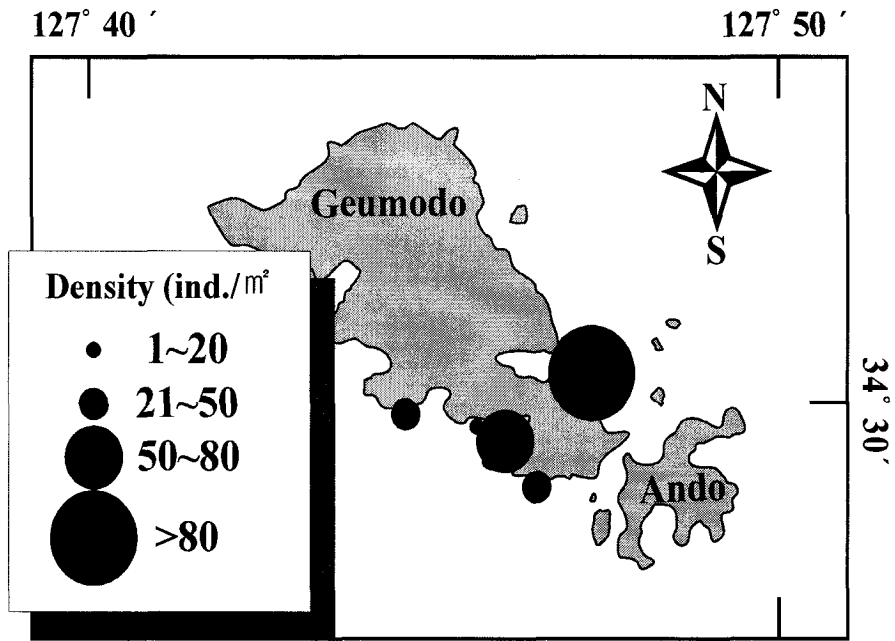 127° 40 ′
127° 50 ′
N
S
Geumodo
Density (ind./㎡
1~20
21~50
50~80
>80
34° 30′
Ando